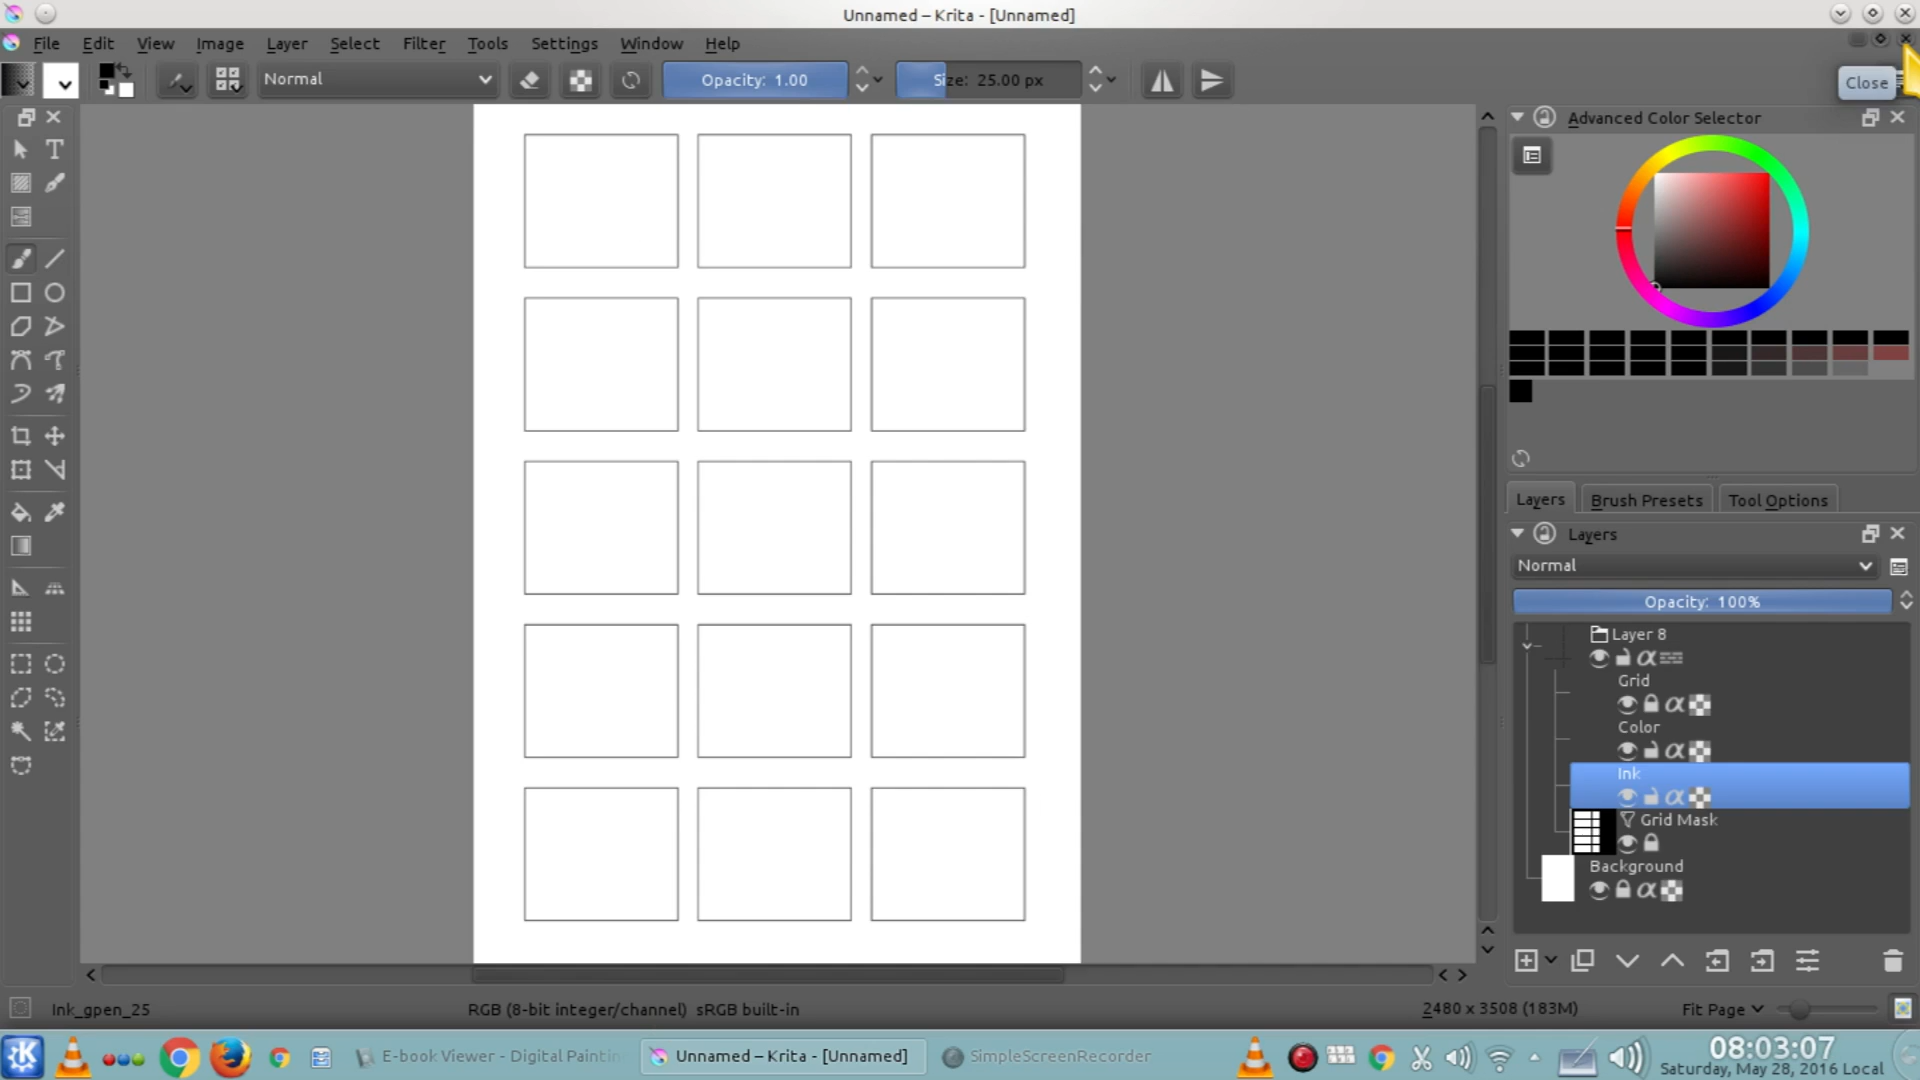 Unnamed – Krita - [Unnamed]
File Edit View Image Layer Select Filter Tools Settings Window Help
Normal
Opacity: 1.00
Size: 25.00 px
Close
Advanced Color Selector
Layers Brush Presets Tool Options
Layers
Normal
Opacity: 100%
Layer 8
Grid
Color
Ink
Grid Mask
Background
Ink_gpen_25
RGB (8-bit integer/channel) sRGB built-in
2480 x 3508 (183M)
Fit Page
E-book Viewer - Digital Paintin
Unnamed – Krita - [Unnamed]
SimpleScreenRecorder
08:03:07
Saturday, May 28, 2016 Local